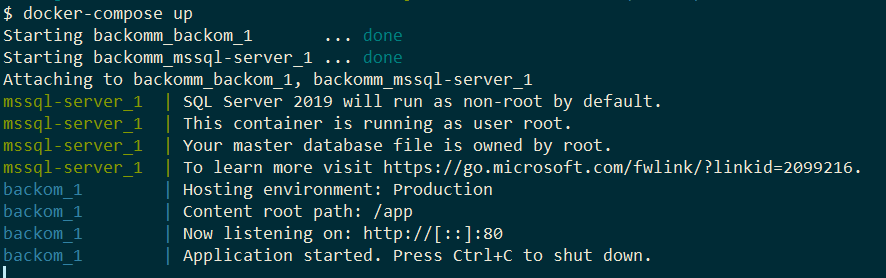 $ docker-compose up
Starting backomm_backom_1       ... done
Starting backomm_mssql-server_1 ... done
Attaching to backomm_backom_1, backomm_mssql-server_1
mssql-server_1  | SQL Server 2019 will run as non-root by default.
mssql-server_1  | This container is running as user root.
mssql-server_1  | Your master database file is owned by root.
mssql-server_1  | To learn more visit https://go.microsoft.com/fwlink/?linkid=2099216.
backom_1        | Hosting environment: Production
backom_1        | Content root path: /app
backom_1        | Now listening on: http://[::]:80
backom_1        | Application started. Press Ctrl+C to shut down.